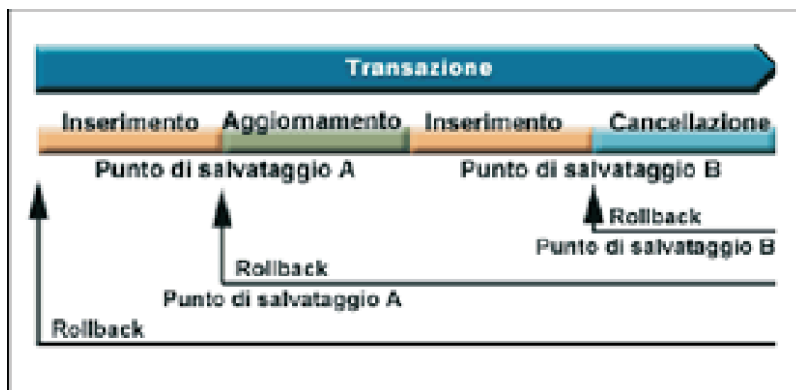 Transazione
Inserimento Aggiornamento Inserimento Cancellazione
Punto di salvataggio A Punto di salvataggio B
Rollback
Punto di salvataggio B
Rollback
Punto di salvataggio A
Rollback